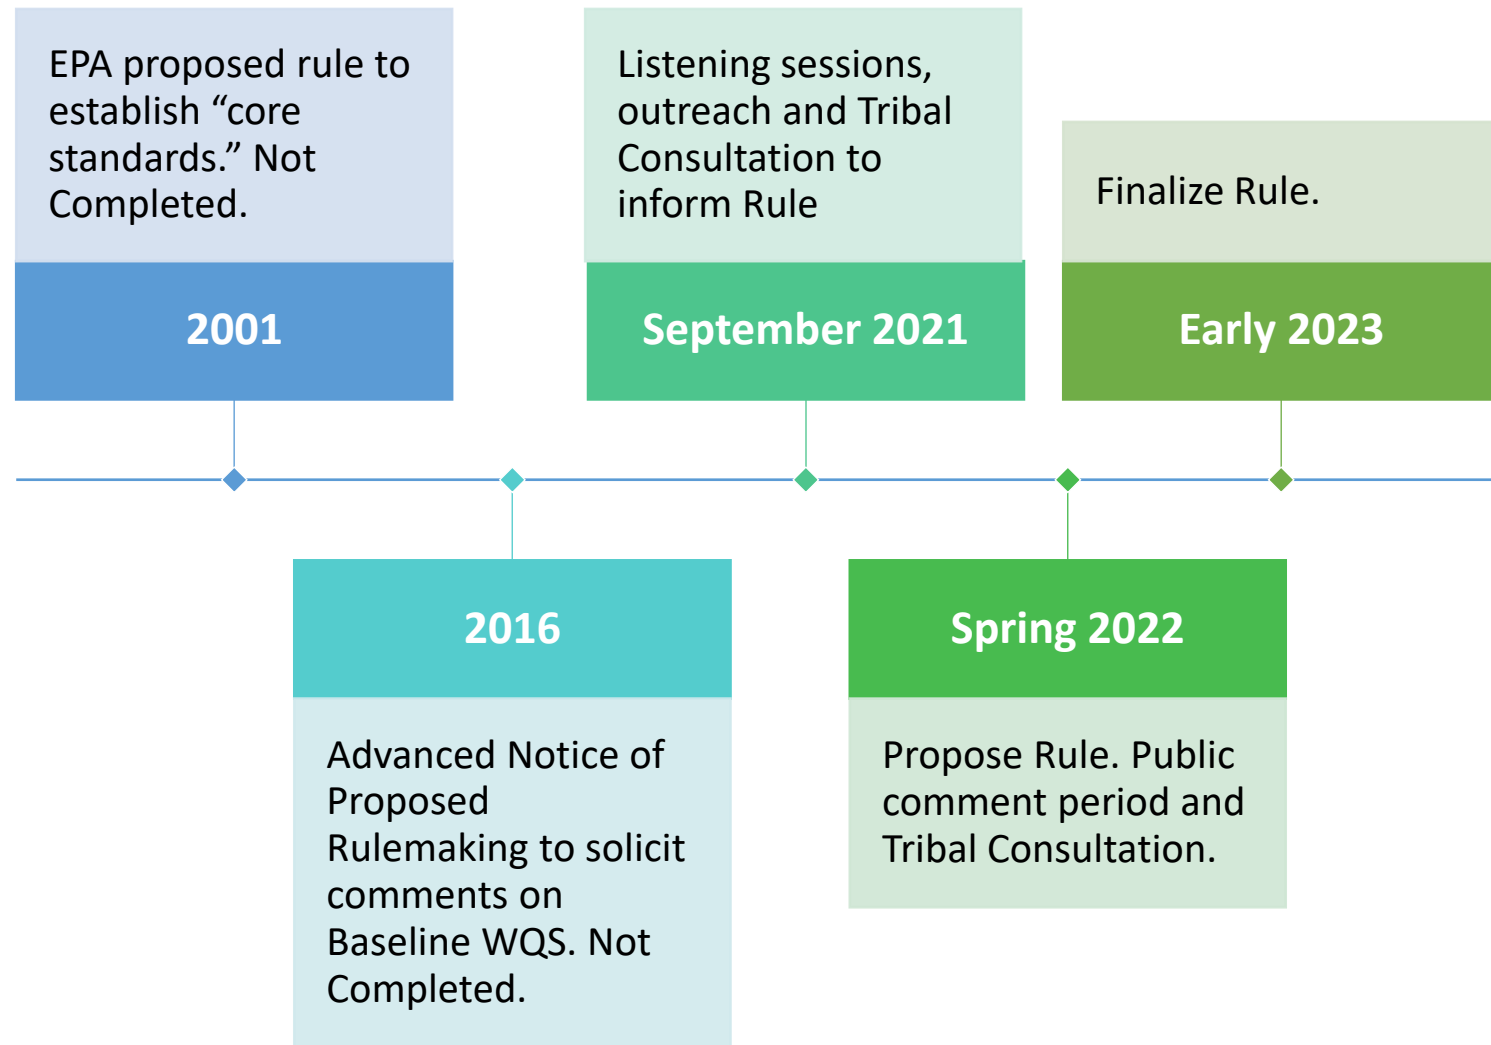 EPA proposed rule to
establish “core
standards.” Not
Completed.
2001
Advanced Notice of
Proposed
Rulemaking to solicit
comments on
Baseline WQS. Not
Completed.
2016
Listening sessions,
outreach and Tribal
Consultation to
inform Rule
September 2021
Propose Rule. Public
comment period and
Tribal Consultation.
Spring 2022
Finalize Rule.
Early 2023